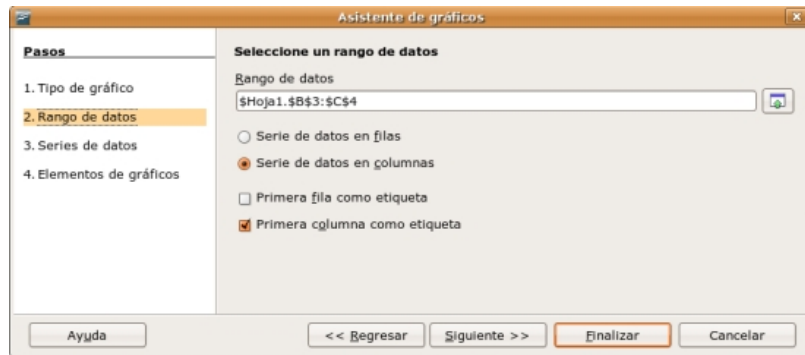 Asistente de gráficos
Pasos
1. Tipo de gráfico
2. Rango de datos
3. Series de datos
4. Elementos de gráficos
Seleccione un rango de datos
Rango de datos
$Hoja1.$B$3:$C$4
Serie de datos en filas
Serie de datos en columnas
Primera fila como etiqueta
Primera columna como etiqueta
Ayuda
<< Regresar
Siguiente >>
Finalizar
Cancelar